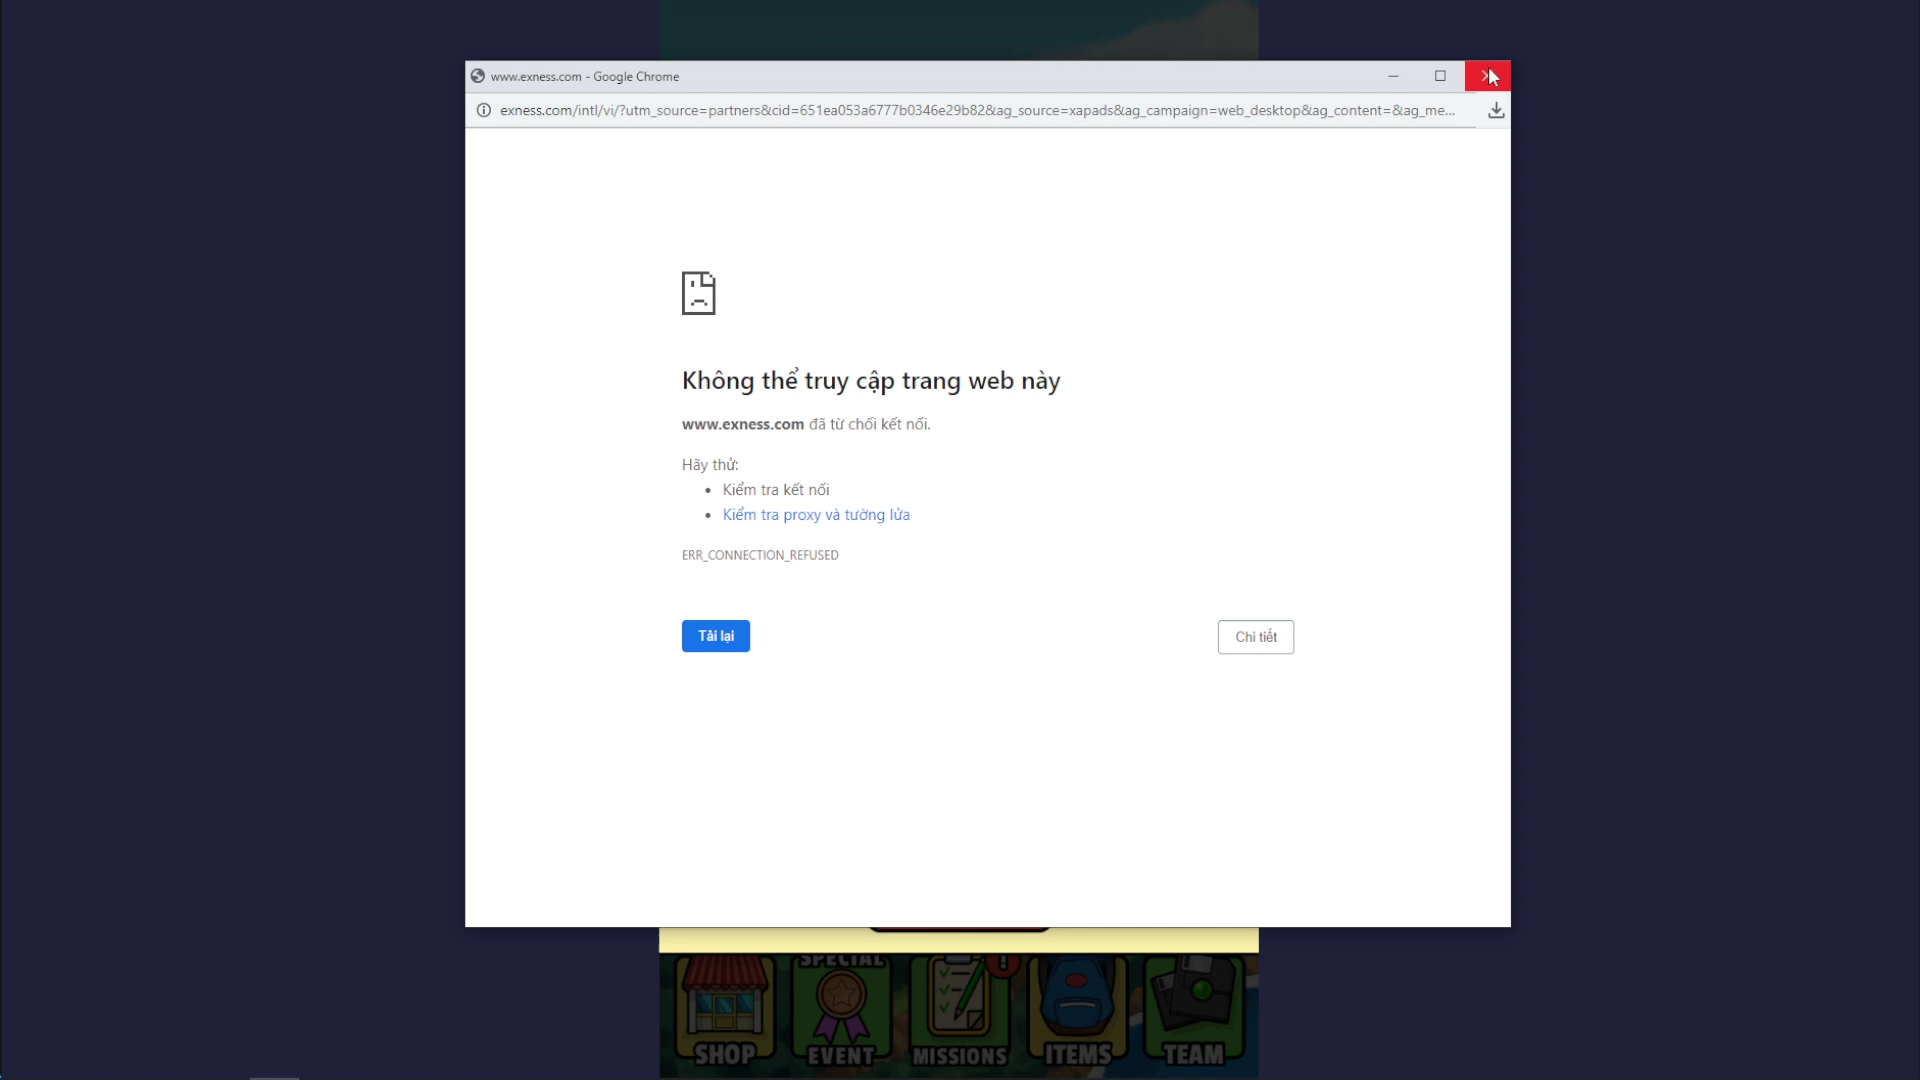 www.exness.com - Google Chrome
exness.com/intl/vi/?utm_source=partners&cid=651ea053a6777b0346e29b82&ag_source=xapads&ag_campaign=web_desktop&ag_content=&ag_me...
Không thể truy cập trang web này
www.exness.com đã từ chối kết nối.
Hãy thử:
• Kiểm tra kết nối
• Kiểm tra proxy và tường lửa
ERR_CONNECTION_REFUSED
Tải lại
Chi tiết
SPECIAL
SHOP EVENT MISSIONS ITEMS TEAM